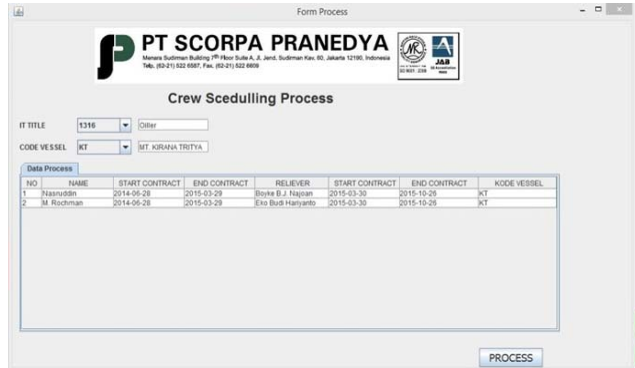 Form Process
PT SCORPA PRANEDYA
Menara Sudirman Building 7th Floor Suite A, Jl. Jend. Sudirman Kav. 60, Jakarta 12190, Indonesia
Telp. (62-21) 522 6587, Fax. (62-21) 522 6608
JAB
Crew Scedulling Process
IT TITLE 1316 Oiller
CODE VESSEL KT MT. KIRANA TRITYA
Data Process
NO NAME START CONTRACT END CONTRACT RELIEVER START CONTRACT END CONTRACT KODE VESSEL
1 Nasruddin 2014-06-28 2015-03-29 Boyke B.J. Najoan 2015-03-30 2015-10-26 KT
2 M. Rochman 2014-06-28 2015-03-29 Eko Budi Hariyanto 2015-03-30 2015-10-26 KT
PROCESS